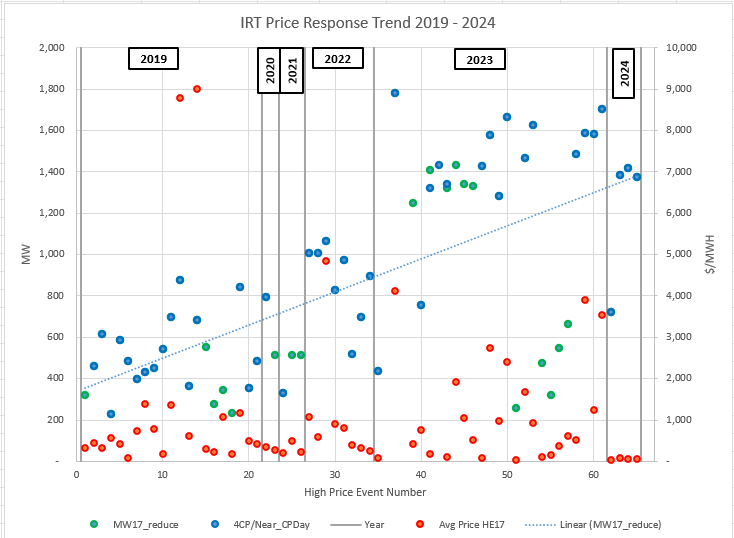 IRT Price Response Trend 2019 - 2024
2,000 10,000
2019 2020 2021 2022 2023 2024
1,800 9,000
1,600 8,000
1,400 7,000
1,200 6,000
MW
1,000 5,000
$/MWH
800 4,000
600 3,000
400 2,000
200 1,000
- -
0 10 20 30 40 50 60
High Price Event Number
MW17_reduce 4CP/Near_CPDay Year Avg Price HE17 Linear (MW17_reduce)